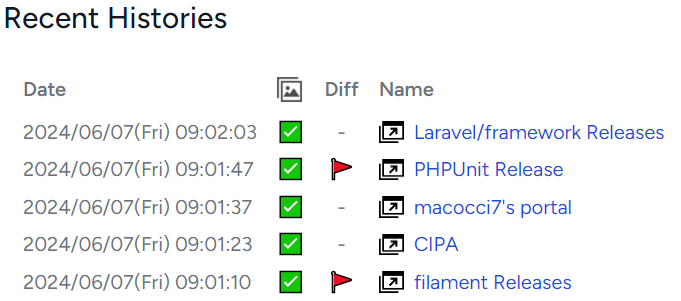 Recent Histories
Date Diff Name
2024/06/07(Fri) 09:02:03 - Laravel/framework Releases
2024/06/07(Fri) 09:01:47 PHPUnit Release
2024/06/07(Fri) 09:01:37 - macocci7's portal
2024/06/07(Fri) 09:01:23 - CIPA
2024/06/07(Fri) 09:01:10 filament Releases